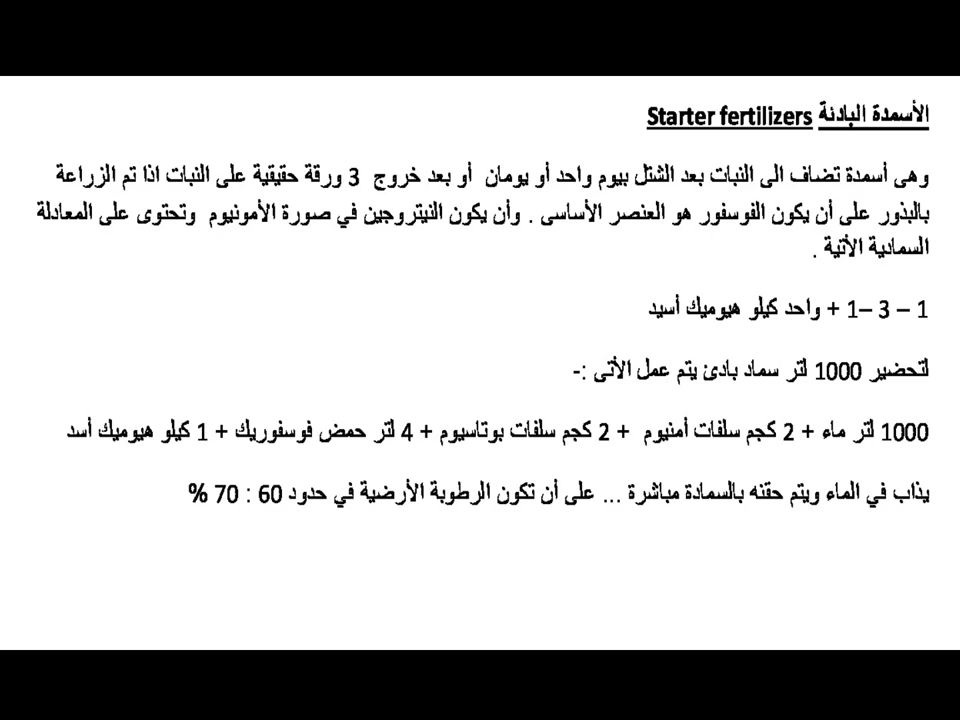 الأسمدة البادئة Starter fertilizers
وهى أسمدة تضاف الى النبات بعد الشتل بيوم واحد أو يومان أو بعد خروج 3 ورقة حقيقية على النبات اذا تم الزراعة
بالبذور على أن يكون الفوسفور هو العنصر الأساسى . وأن يكون النيتروجين في صورة الأمونيوم وتحتوى على المعادلة
السمادية الأتية .
1 – 3 –1 + واحد كيلو هيوميك أسيد
لتحضير 1000 لتر سماد بادئ يتم عمل الأتى :-
1000 لتر ماء + 2 كجم سلفات أمنيوم + 2 كجم سلفات بوتاسيوم + 4 لتر حمض فوسفوريك + 1 كيلو هيوميك أسد
يذاب في الماء ويتم حقنه بالسمادة مباشرة ... على أن تكون الرطوبة الأرضية في حدود 60 : 70 %